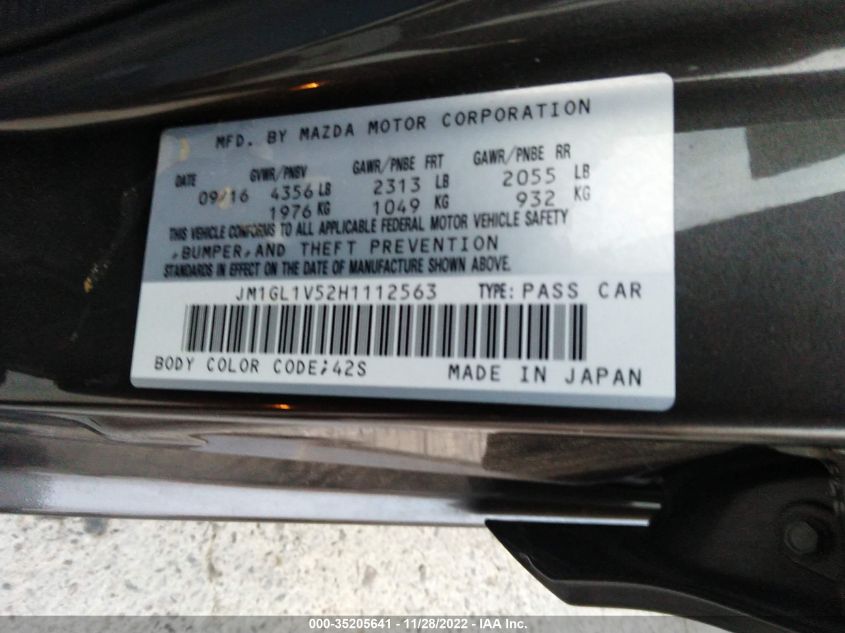 MFD. BY MAZDA MOTOR CORPORATION
DATE GVWR/PNBV GAWR/PNBE FRT GAWR/PNBE RR
09/16 4356 LB 2313 LB 2055 LB
1976 KG 1049 KG 932 KG
THIS VEHICLE CONFORMS TO ALL APPLICABLE FEDERAL MOTOR VEHICLE SAFETY
,BUMPER,AND THEFT PREVENTION
STANDARDS IN EFFECT ON THE DATE OF MANUFACTURE SHOWN ABOVE.
JM1GL1V52H1112563 TYPE: PASS CAR
BODY COLOR CODE;42S MADE IN JAPAN
000-35205641 - 11/28/2022 - IAA Inc.